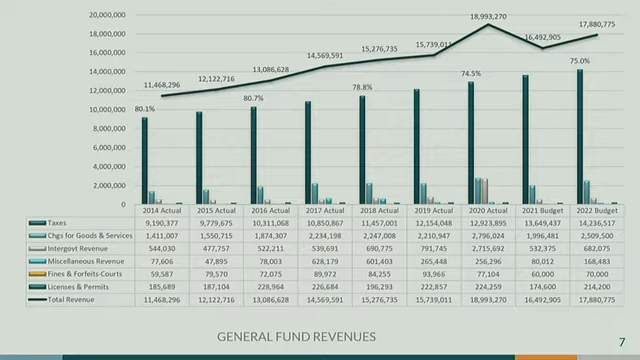 20,000,000
18,000,000
16,000,000
14,000,000
12,000,000
10,000,000
8,000,000
6,000,000
4,000,000
2,000,000
0
11,468,296 12,122,716 13,086,628 14,569,591 15,276,735 15,739,011 18,993,270 16,492,905 17,880,775
80.1% 80.7% 78.8% 74.5% 75.0%
2014 Actual 2015 Actual 2016 Actual 2017 Actual 2018 Actual 2019 Actual 2020 Actual 2021 Budget 2022 Budget
Taxes 9,190,377 9,779,675 10,311,068 10,850,867 11,457,001 12,154,048 12,923,895 13,649,437 14,236,517
Chgs for Goods & Services 1,411,007 1,550,715 1,874,304 2,234,198 2,247,008 2,210,947 2,796,024 1,996,481 2,509,500
Intergovt Revenue 544,030 477,757 522,211 539,691 690,775 791,745 2,715,692 532,375 682,075
Miscellaneous Revenue 77,606 47,895 78,003 628,179 601,403 265,448 256,296 80,012 168,483
Fines & Forfeits-Courts 59,587 79,570 72,075 89,972 84,255 93,966 77,104 60,000 70,000
Licenses & Permits 185,689 187,104 228,964 226,684 196,293 222,857 224,259 174,600 214,200
Total Revenue 11,468,296 12,122,716 13,086,628 14,569,591 15,276,735 15,739,011 18,993,270 16,492,905 17,880,775
GENERAL FUND REVENUES
7